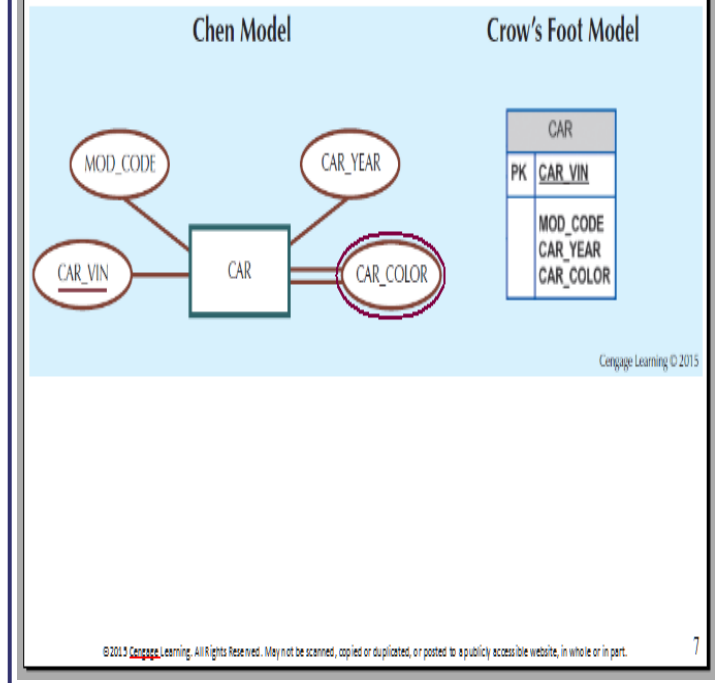 Chen Model
Crow's Foot Model
MOD_CODE
CAR_YEAR
CAR_VIN
CAR
CAR_COLOR
CAR
PK CAR_VIN
MOD_CODE
CAR_YEAR
CAR_COLOR
Cengage Learning © 2015
©2015 Cengage Learning. All Rights Reserved. May not be scanned, copied or duplicated, or posted to a publicly accessible website, in whole or in part.
7